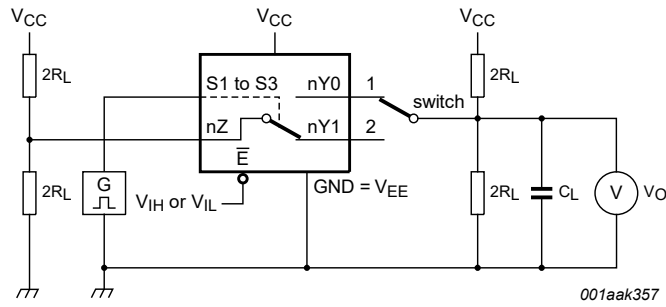 VCC VCC VCC
2RL S1 to S3 nY0 1 switch 2RL
nZ nY1 2
2RL G E VIH or VIL GND = VEE 2RL CL V VO
001aak357